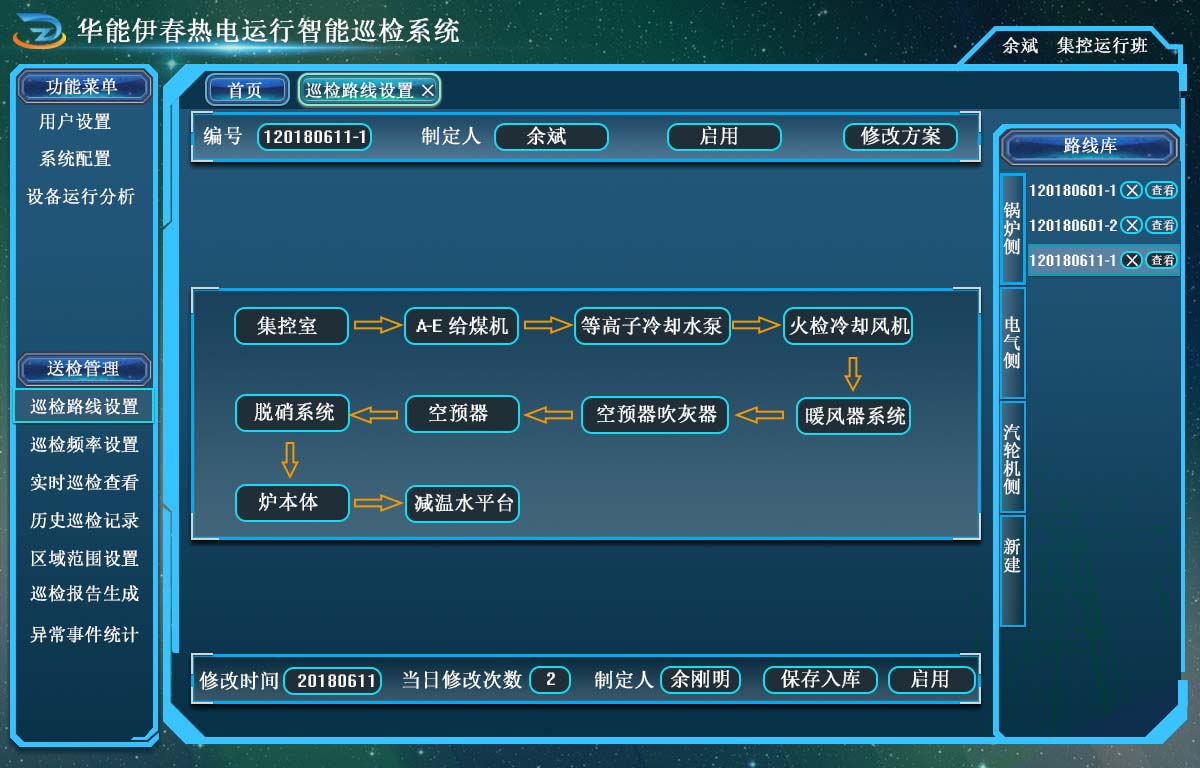 华能伊春热电运行智能巡检系统
余斌 集控运行班
功能菜单
用户设置
系统配置
设备运行分析
送检管理
巡检路线设置
巡检频率设置
实时巡检查看
历史巡检记录
区域范围设置
巡检报告生成
异常事件统计
首页 巡检路线设置 ×
编号 120180611-1 制定人 余斌 启用 修改方案
集控室 A-E 给煤机 等离子冷却水泵 火检冷却风机
脱硝系统 空预器 空预器吹灰器 暖风器系统
炉本体 减温水平台
修改时间 20180611 当日修改次数 2 制定人 余刚明 保存入库 启用
路线库
锅炉侧
电气侧
汽轮机侧
新建
120180601-1 X 查看
120180601-2 X 查看
120180611-1 X 查看